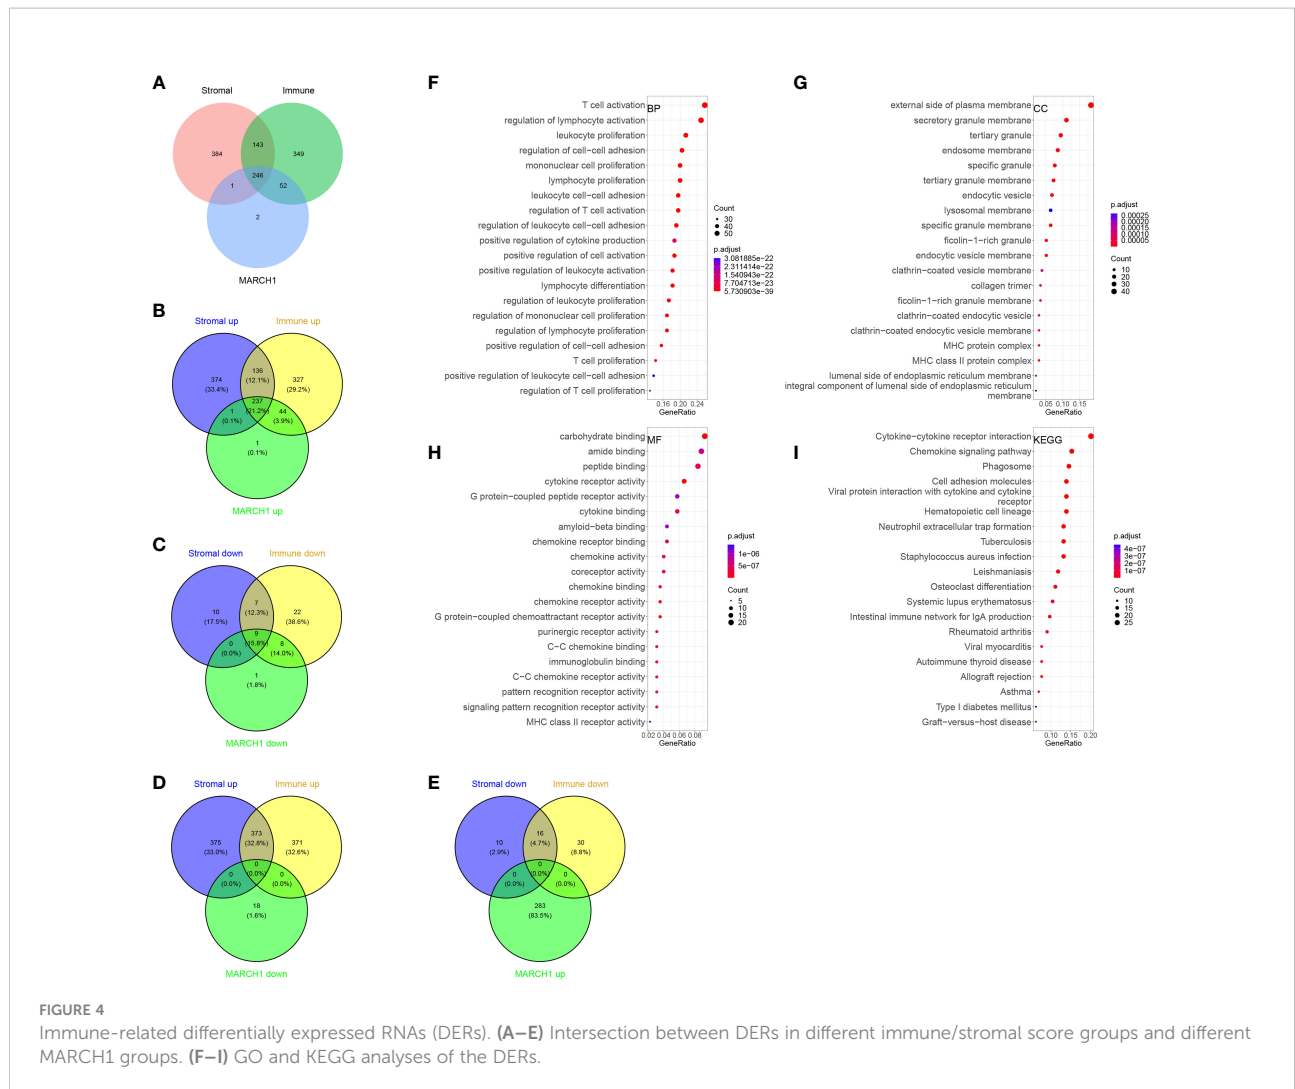 A
Stromal
Immune
143
384
349
246
1
52
2
MARCH1
B
Stromal up
Immune up
136
(12.1%)
374
(33.4%)
327
(29.2%)
237
(21.2%)
1
(0.1%)
44
(3.9%)
1
(0.1%)
MARCH1 up
C
Stromal down
Immune down
7
(12.3%)
10
(17.5%)
22
(38.6%)
9
(15.8%)
0
(0.0%)
8
(14.0%)
1
(1.8%)
MARCH1 down
D
Stromal up
Immune up
373
(32.8%)
375
(33.0%)
371
(32.6%)
0
(0.0%)
0
(0.0%)
0
(0.0%)
18
(1.6%)
MARCH1 down
E
Stromal down
Immune down
16
(4.7%)
10
(2.9%)
30
(8.8%)
0
(0.0%)
0
(0.0%)
0
(0.0%)
283
(83.5%)
MARCH1 up
F
BP
T cell activation
regulation of lymphocyte activation
leukocyte proliferation
regulation of cell−cell adhesion
mononuclear cell proliferation
lymphocyte proliferation
leukocyte cell−cell adhesion
regulation of T cell activation
regulation of leukocyte cell−cell adhesion
positive regulation of cytokine production
positive regulation of cell activation
positive regulation of leukocyte activation
lymphocyte differentiation
regulation of leukocyte proliferation
regulation of mononuclear cell proliferation
regulation of lymphocyte proliferation
positive regulation of cell−cell adhesion
T cell proliferation
positive regulation of leukocyte cell−cell adhesion
regulation of T cell proliferation
0.16 0.20 0.24
GeneRatio
Count
30
40
50
p.adjust
3.081885e−22
2.311414e−22
1.540943e−22
7.704713e−23
5.730903e−39
G
CC
external side of plasma membrane
secretory granule membrane
tertiary granule
endosome membrane
specific granule
tertiary granule membrane
endocytic vesicle
lysosomal membrane
specific granule membrane
ficolin−1−rich granule
endocytic vesicle membrane
clathrin−coated vesicle membrane
collagen trimer
ficolin−1−rich granule membrane
clathrin−coated endocytic vesicle
clathrin−coated endocytic vesicle membrane
MHC protein complex
MHC class II protein complex
lumenal side of endoplasmic reticulum membrane
integral component of lumenal side of endoplasmic reticulum
membrane
0.05 0.10 0.15
GeneRatio
p.adjust
0.00025
0.00020
0.00015
0.00010
0.00005
Count
10
20
30
40
H
MF
carbohydrate binding
amide binding
peptide binding
cytokine receptor activity
G protein−coupled peptide receptor activity
cytokine binding
amyloid−beta binding
chemokine receptor binding
chemokine activity
coreceptor activity
chemokine binding
chemokine receptor activity
G protein−coupled chemoattractant receptor activity
purinergic receptor activity
C−C chemokine binding
immunoglobulin binding
C−C chemokine receptor activity
pattern recognition receptor activity
signaling pattern recognition receptor activity
MHC class II receptor activity
0.02 0.04 0.06 0.08
GeneRatio
p.adjust
1e−06
5e−07
Count
5
10
15
20
I
KEGG
Cytokine−cytokine receptor interaction
Chemokine signaling pathway
Phagosome
Cell adhesion molecules
Viral protein interaction with cytokine and cytokine
receptor
Hematopoietic cell lineage
Neutrophil extracellular trap formation
Tuberculosis
Staphylococcus aureus infection
Leishmaniasis
Osteoclast differentiation
Systemic lupus erythematosus
Intestinal immune network for IgA production
Rheumatoid arthritis
Viral myocarditis
Autoimmune thyroid disease
Allograft rejection
Asthma
Type I diabetes mellitus
Graft−versus−host disease
0.10 0.15 0.20
GeneRatio
p.adjust
4e−07
3e−07
2e−07
1e−07
Count
10
15
20
25
FIGURE 4
Immune-related differentially expressed RNAs (DERs). (A–E) Intersection between DERs in different immune/stromal score groups and different
MARCH1 groups. (F–I) GO and KEGG analyses of the DERs.